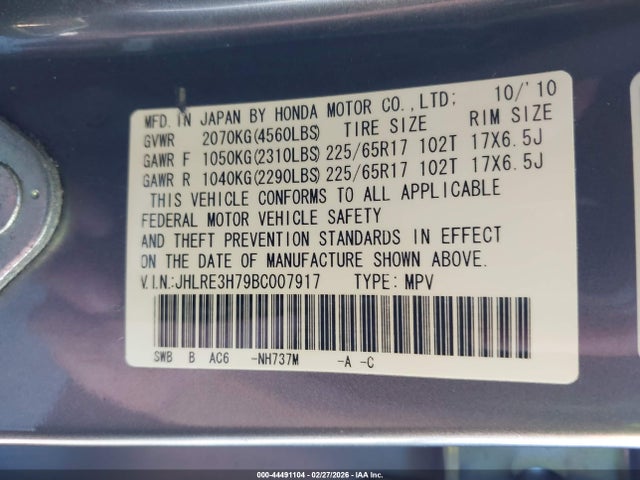 MFD. IN JAPAN BY HONDA MOTOR CO., LTD; 10/'10
GVWR 2070KG(4560LBS) TIRE SIZE RIM SIZE
GAWR F 1050KG(2310LBS) 225/65R17 102T 17X6.5J
GAWR R 1040KG(2290LBS) 225/65R17 102T 17X6.5J
THIS VEHICLE CONFORMS TO ALL APPLICABLE
FEDERAL MOTOR VEHICLE SAFETY
AND THEFT PREVENTION STANDARDS IN EFFECT
ON THE DATE OF MANUFACTURE SHOWN ABOVE.
V.I.N.:JHLRE3H79BC007917 TYPE: MPV
SWB B AC6 -NH737M -A -C
000-44491104 | 02/27/2026 | IAA Inc.